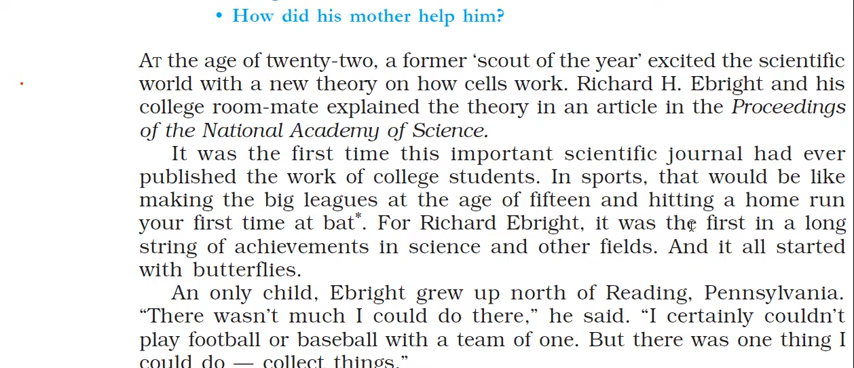 • How did his mother help him?
AT the age of twenty-two, a former ‘scout of the year’ excited the scientific
world with a new theory on how cells work. Richard H. Ebright and his
college room-mate explained the theory in an article in the Proceedings
of the National Academy of Science.
It was the first time this important scientific journal had ever
published the work of college students. In sports, that would be like
making the big leagues at the age of fifteen and hitting a home run
your first time at bat*. For Richard Ebright, it was the first in a long
string of achievements in science and other fields. And it all started
with butterflies.
An only child, Ebright grew up north of Reading, Pennsylvania.
“There wasn’t much I could do there,” he said. “I certainly couldn’t
play football or baseball with a team of one. But there was one thing I
could do — collect things.”